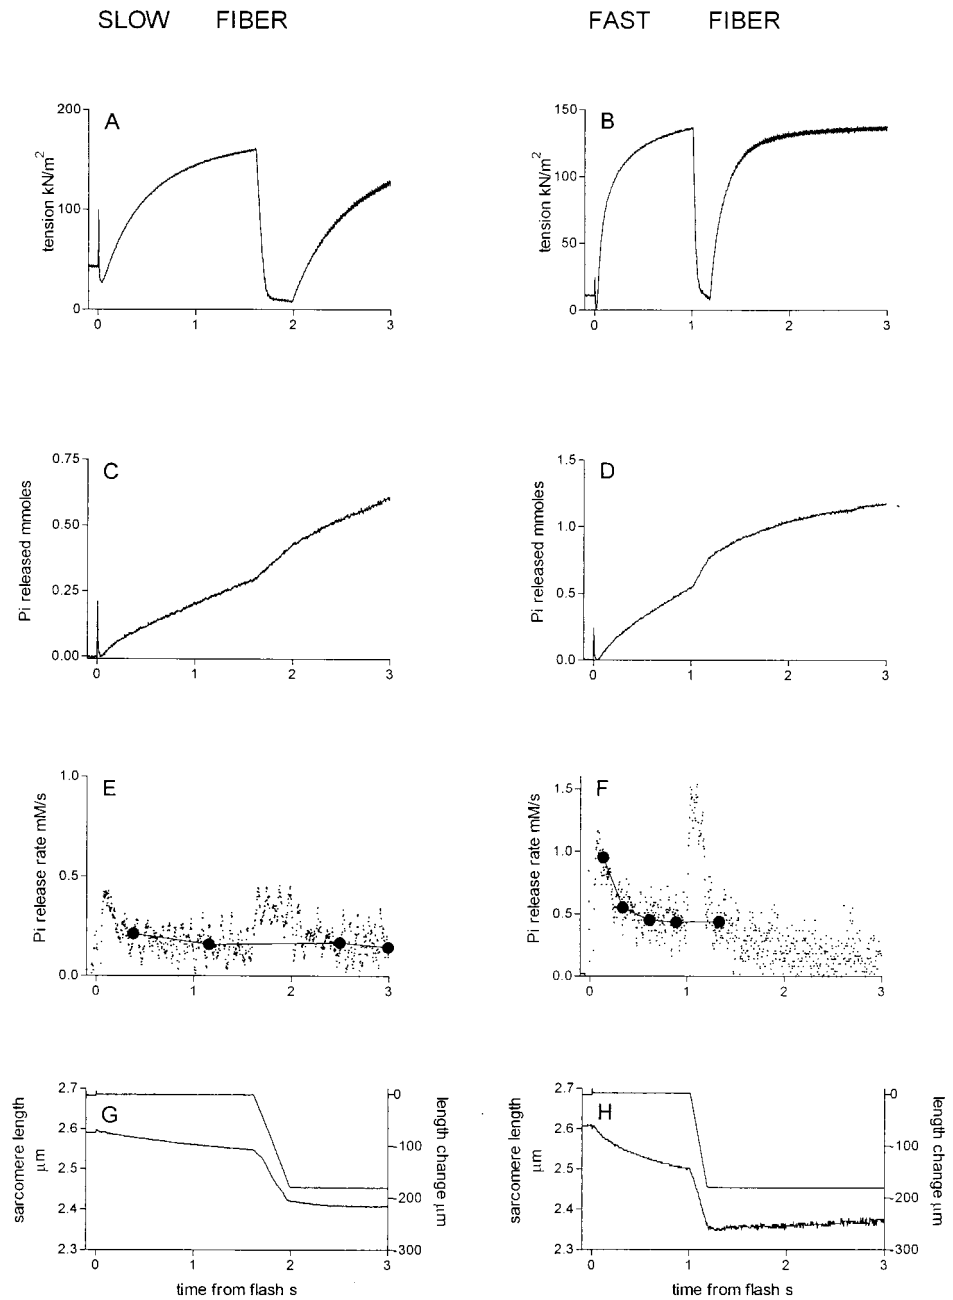 SLOW FIBER
FAST FIBER
A
200
100
0
tension kN/m²
0 1 2 3
B
150
100
50
0
tension kN/m²
0 1 2 3
C
0.75
0.50
0.25
0.00
Pi released mmoles
0 1 2 3
D
1.5
1.0
0.5
0.0
Pi released mmoles
0 1 2 3
E
1.0
0.5
0.0
Pi release rate mM/s
0 1 2 3
F
1.5
1.0
0.5
0.0
Pi release rate mM/s
0 1 2 3
G
2.7
2.6
2.5
2.4
2.3
sarcomere length
μm
0
-100
-200
-300
length change μm
0 1 2 3
time from flash s
H
2.7
2.6
2.5
2.4
2.3
sarcomere length
μm
0
-100
-200
-300
length change μm
0 1 2 3
time from flash s